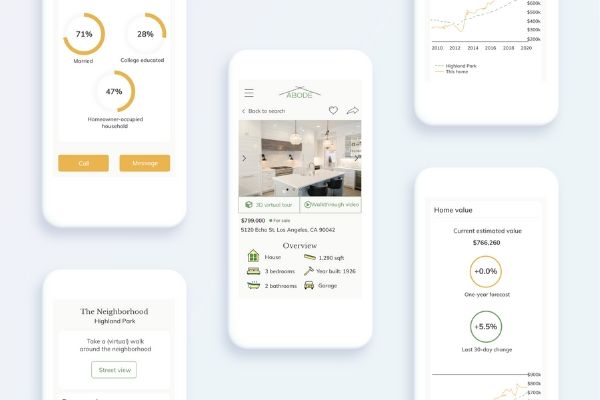 71%
Married
28%
College educated
47%
Homeowner-occupied
household
Call
Message
The Neighborhood
Highland Park
Take a (virtual) walk
around the neighborhood
Street view
ABODE
Back to search
3D virtual tour
Walkthrough video
$799,000
For sale
5120 Echo St, Los Angeles, CA 90042
Overview
House
1,290 sqft
3 bedrooms
Year built: 1926
2 bathrooms
Garage
$600k
$500k
$400k
$300k
$200k
2010 2012 2014 2016 2018 2020
Highland Park
This home
Home value
Current estimated value
$766,260
+0.0%
One-year forecast
+5.5%
Last 30-day change
$900k
$800k
$700k